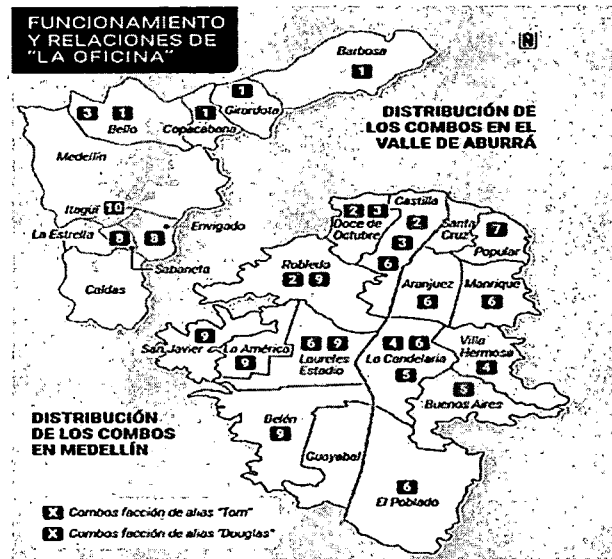 FUNCIONAMIENTO
Y RELACIONES DE
"LA OFICINA"
N
Barbosa
1
1
Girardota
3 1
Bello
1
Copacabana
DISTRIBUCIÓN DE
LOS COMBOS EN EL
VALLE DE ABURRÁ
Medellín
Itagüí 10
La Estrella
8
8
Envigado
Sabaneta
Caldas
2 3
Doce de
Octubre
Castilla
2
3
6
Santa
Cruz
7
Popular
Robledo
2 9
Aranjuez
6
Manrique
6
9
San Javier
La América
9
6 9
Laureles
Estadio
4 6
La Candelaria
5
Villa
Hermosa
4
5
Buenos Aires
DISTRIBUCIÓN
DE LOS COMBOS
EN MEDELLÍN
Belén
9
Guayabal
6
El Poblado
X Combos facción de alias "Tom"
X Combos facción de alias "Douglas"